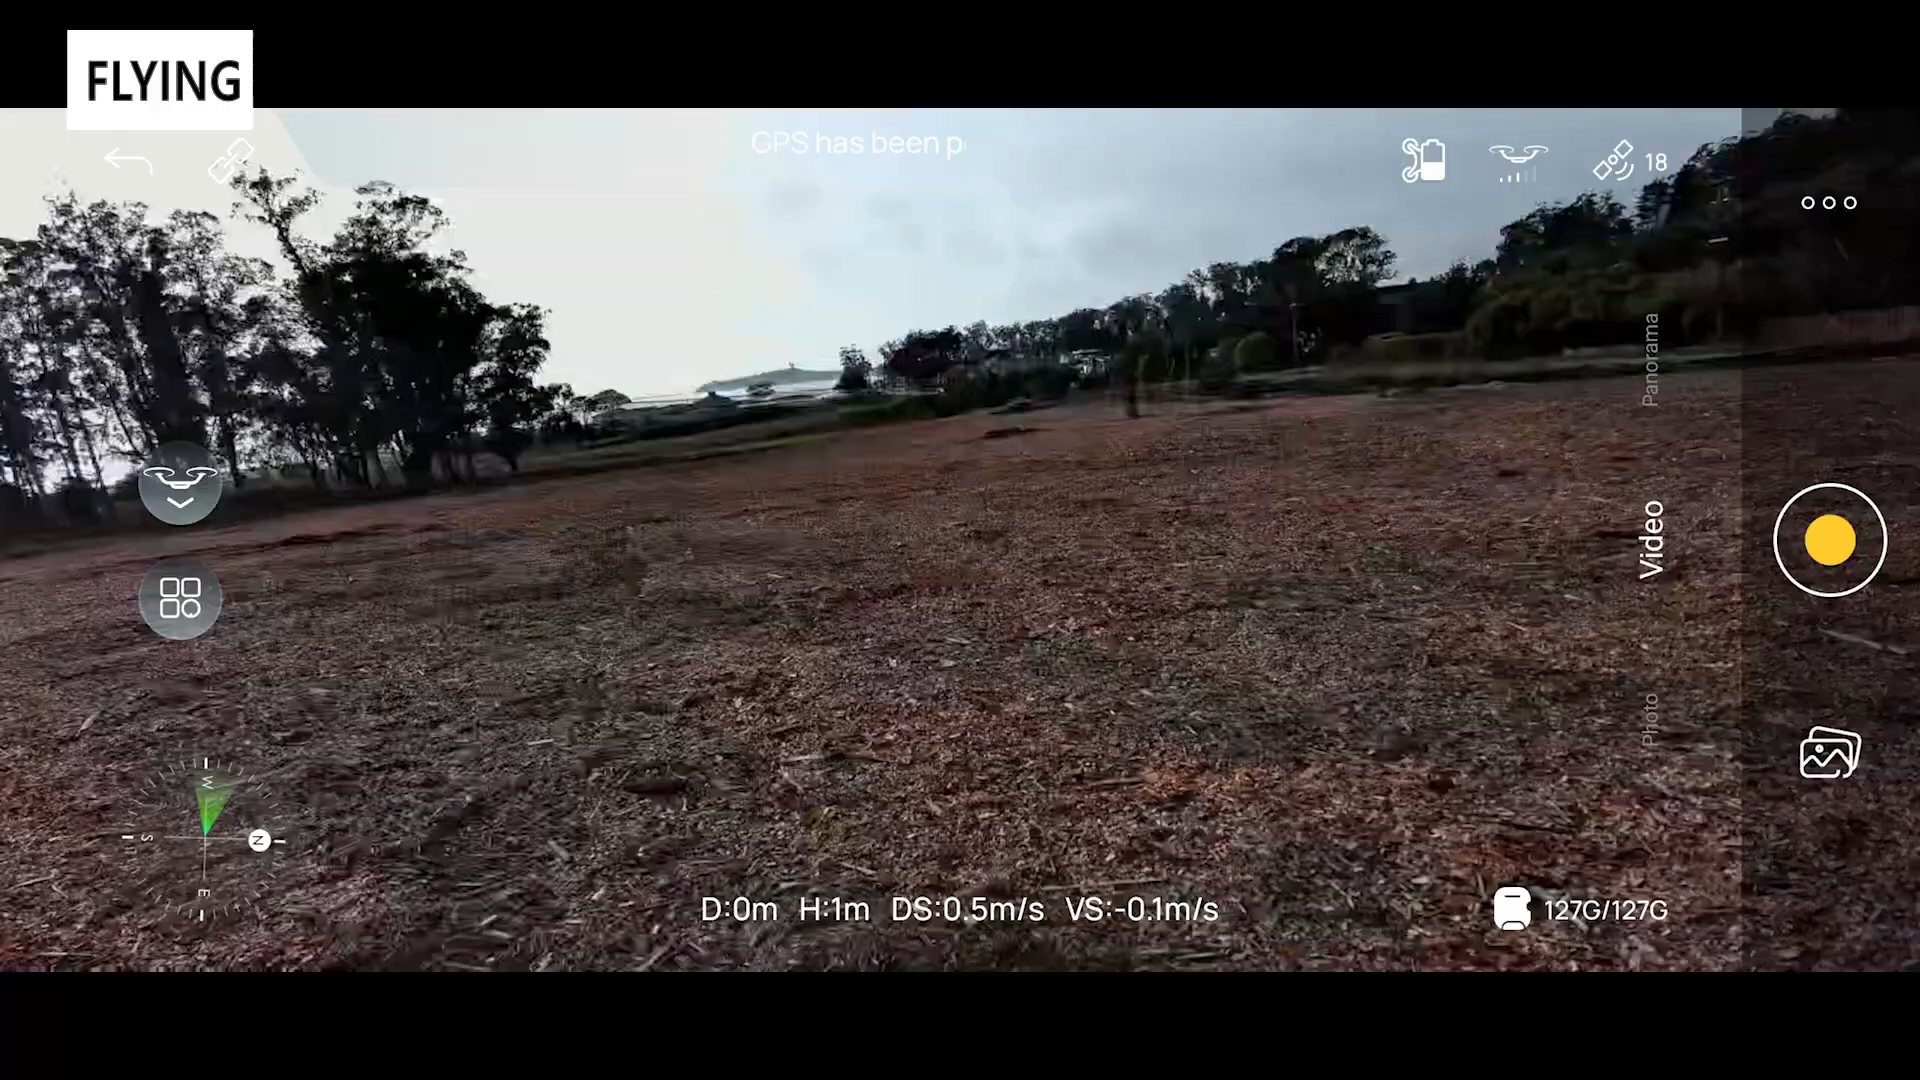 FLYING
GPS has been p
18
Panorama
Video
Photo
W
S
N
E
D:0m H:1m DS:0.5m/s VS:-0.1m/s
127G/127G